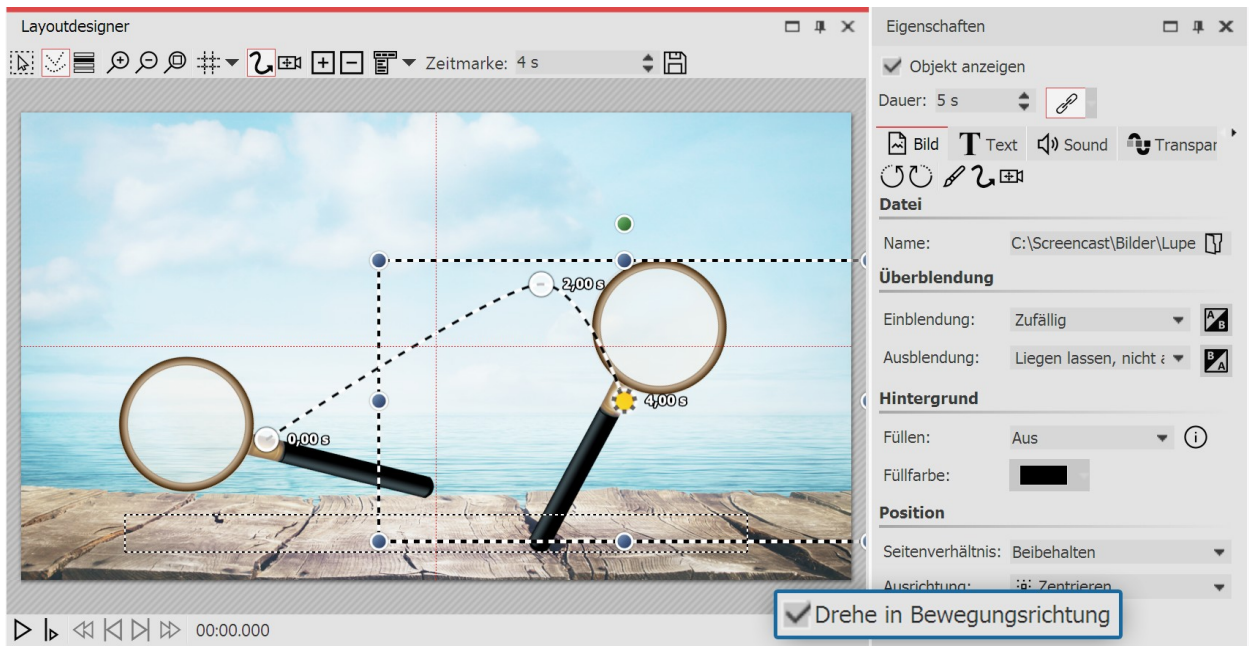 Layoutdesigner
Zeitmarke: 4 s
2,00 s
4,00 s
0,00 s
00:00.000
Eigenschaften
Objekt anzeigen
Dauer: 5 s
Bild Text Sound Transpar
Datei
Name: C:\Screencast\Bilder\Lupe
Überblendung
Einblendung: Zufällig A B
Ausblendung: Liegen lassen, nicht B A
Hintergrund
Füllen: Aus
Füllfarbe:
Position
Seitenverhältnis: Beibehalten
Ausrichtung: Zentrieren
Drehe in Bewegungsrichtung